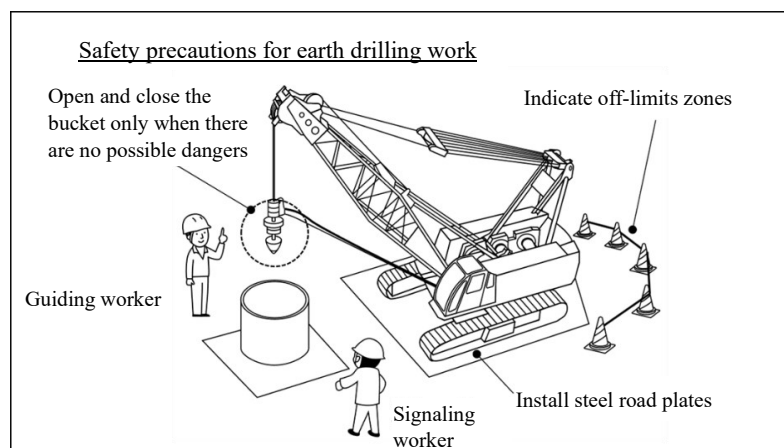 Safety precautions for earth drilling work
Open and close the
bucket only when there
are no possible dangers
Indicate off-limits zones
Guiding worker
Install steel road plates
Signaling
worker